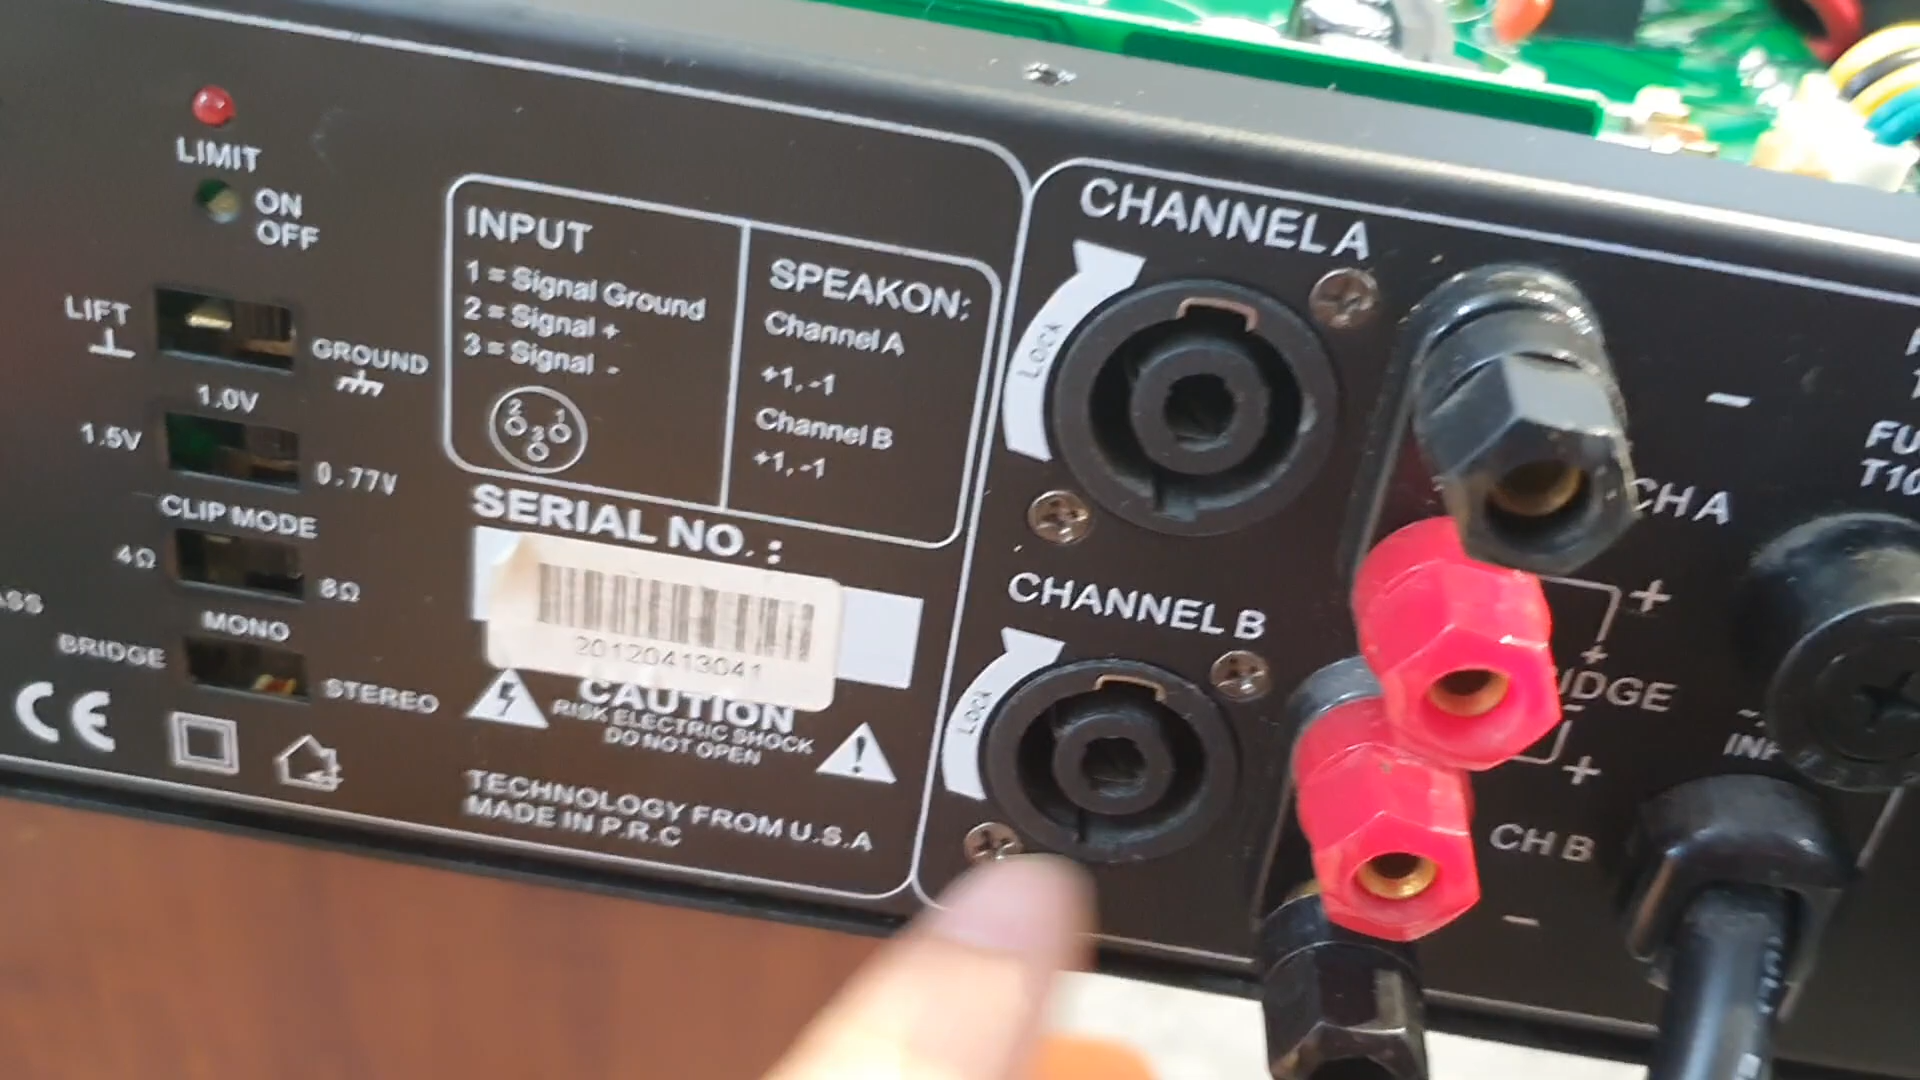 LIMIT
ON
OFF
LIFT
GROUND
1.0V
1.5V
0.77V
CLIP MODE
4Ω
8Ω
MONO
BRIDGE
STEREO
CE
INPUT
1 = Signal Ground
2 = Signal +
3 = Signal -
2 1
3
SPEAKON:
Channel A
+1, -1
Channel B
+1, -1
SERIAL NO. :
20120413041
CAUTION
RISK ELECTRIC SHOCK
DO NOT OPEN
TECHNOLOGY FROM U.S.A
MADE IN P.R.C
CHANNEL A
LOCK
CHANNEL B
LOCK
-
CH A
+
+
-
+
CH B
-